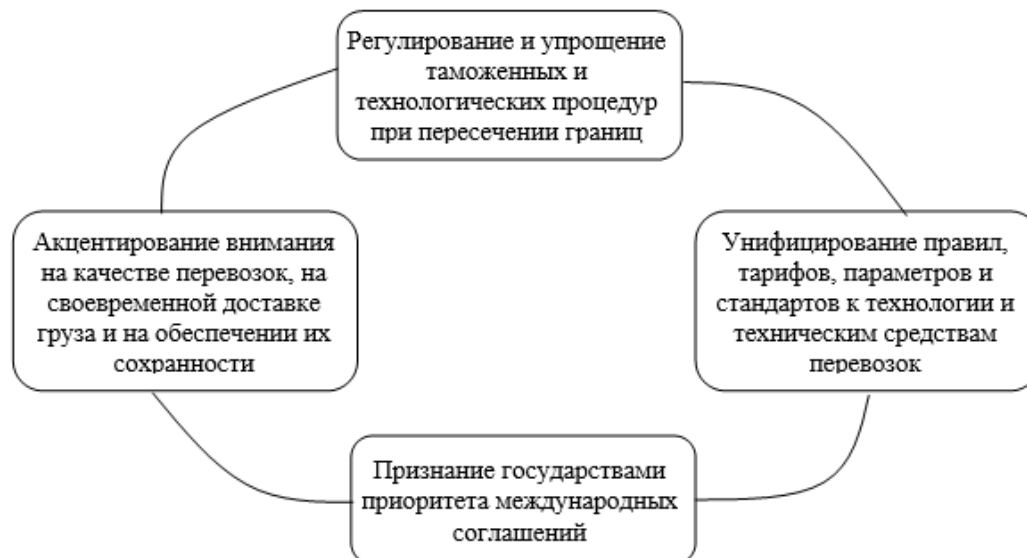 Регулирование и упрощение
таможенных и
технологических процедур
при пересечении границ
Акцентирование внимания
на качестве перевозок, на
своевременной доставке
груза и на обеспечении их
сохранности
Унифицирование правил,
тарифов, параметров и
стандартов к технологии и
техническим средствам
перевозок
Признание государствами
приоритета международных
соглашений